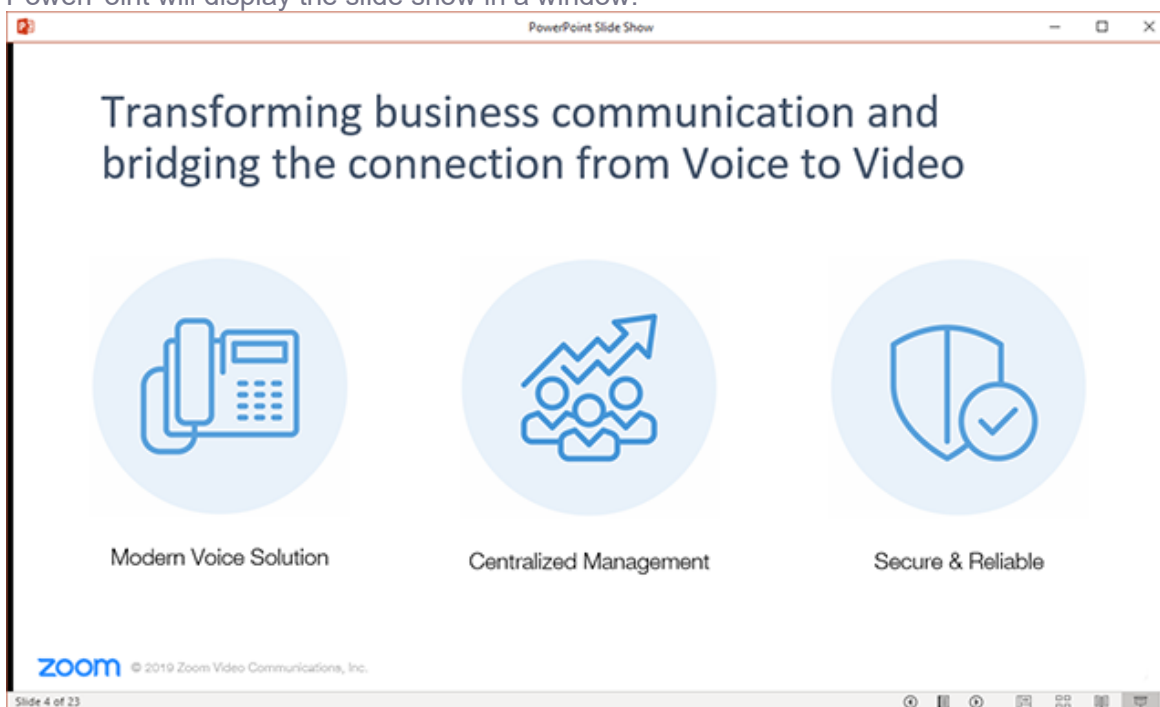 PowerPoint will display the slide show in a window.
PowerPoint Slide Show
Transforming business communication and
bridging the connection from Voice to Video
Modern Voice Solution
Centralized Management
Secure & Reliable
zoom © 2019 Zoom Video Communications, Inc.
Slide 4 of 23